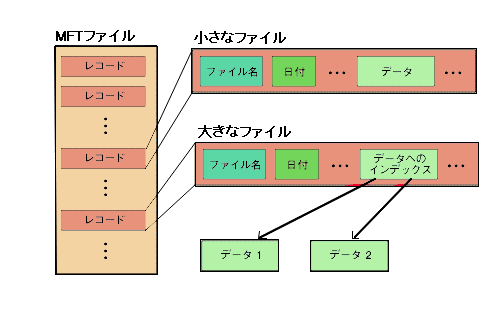 MFTファイル
レコード
レコード
レコード
レコード
小さなファイル
ファイル名
日付
データ
大きなファイル
ファイル名
日付
データへの
インデックス
データ 1
データ 2